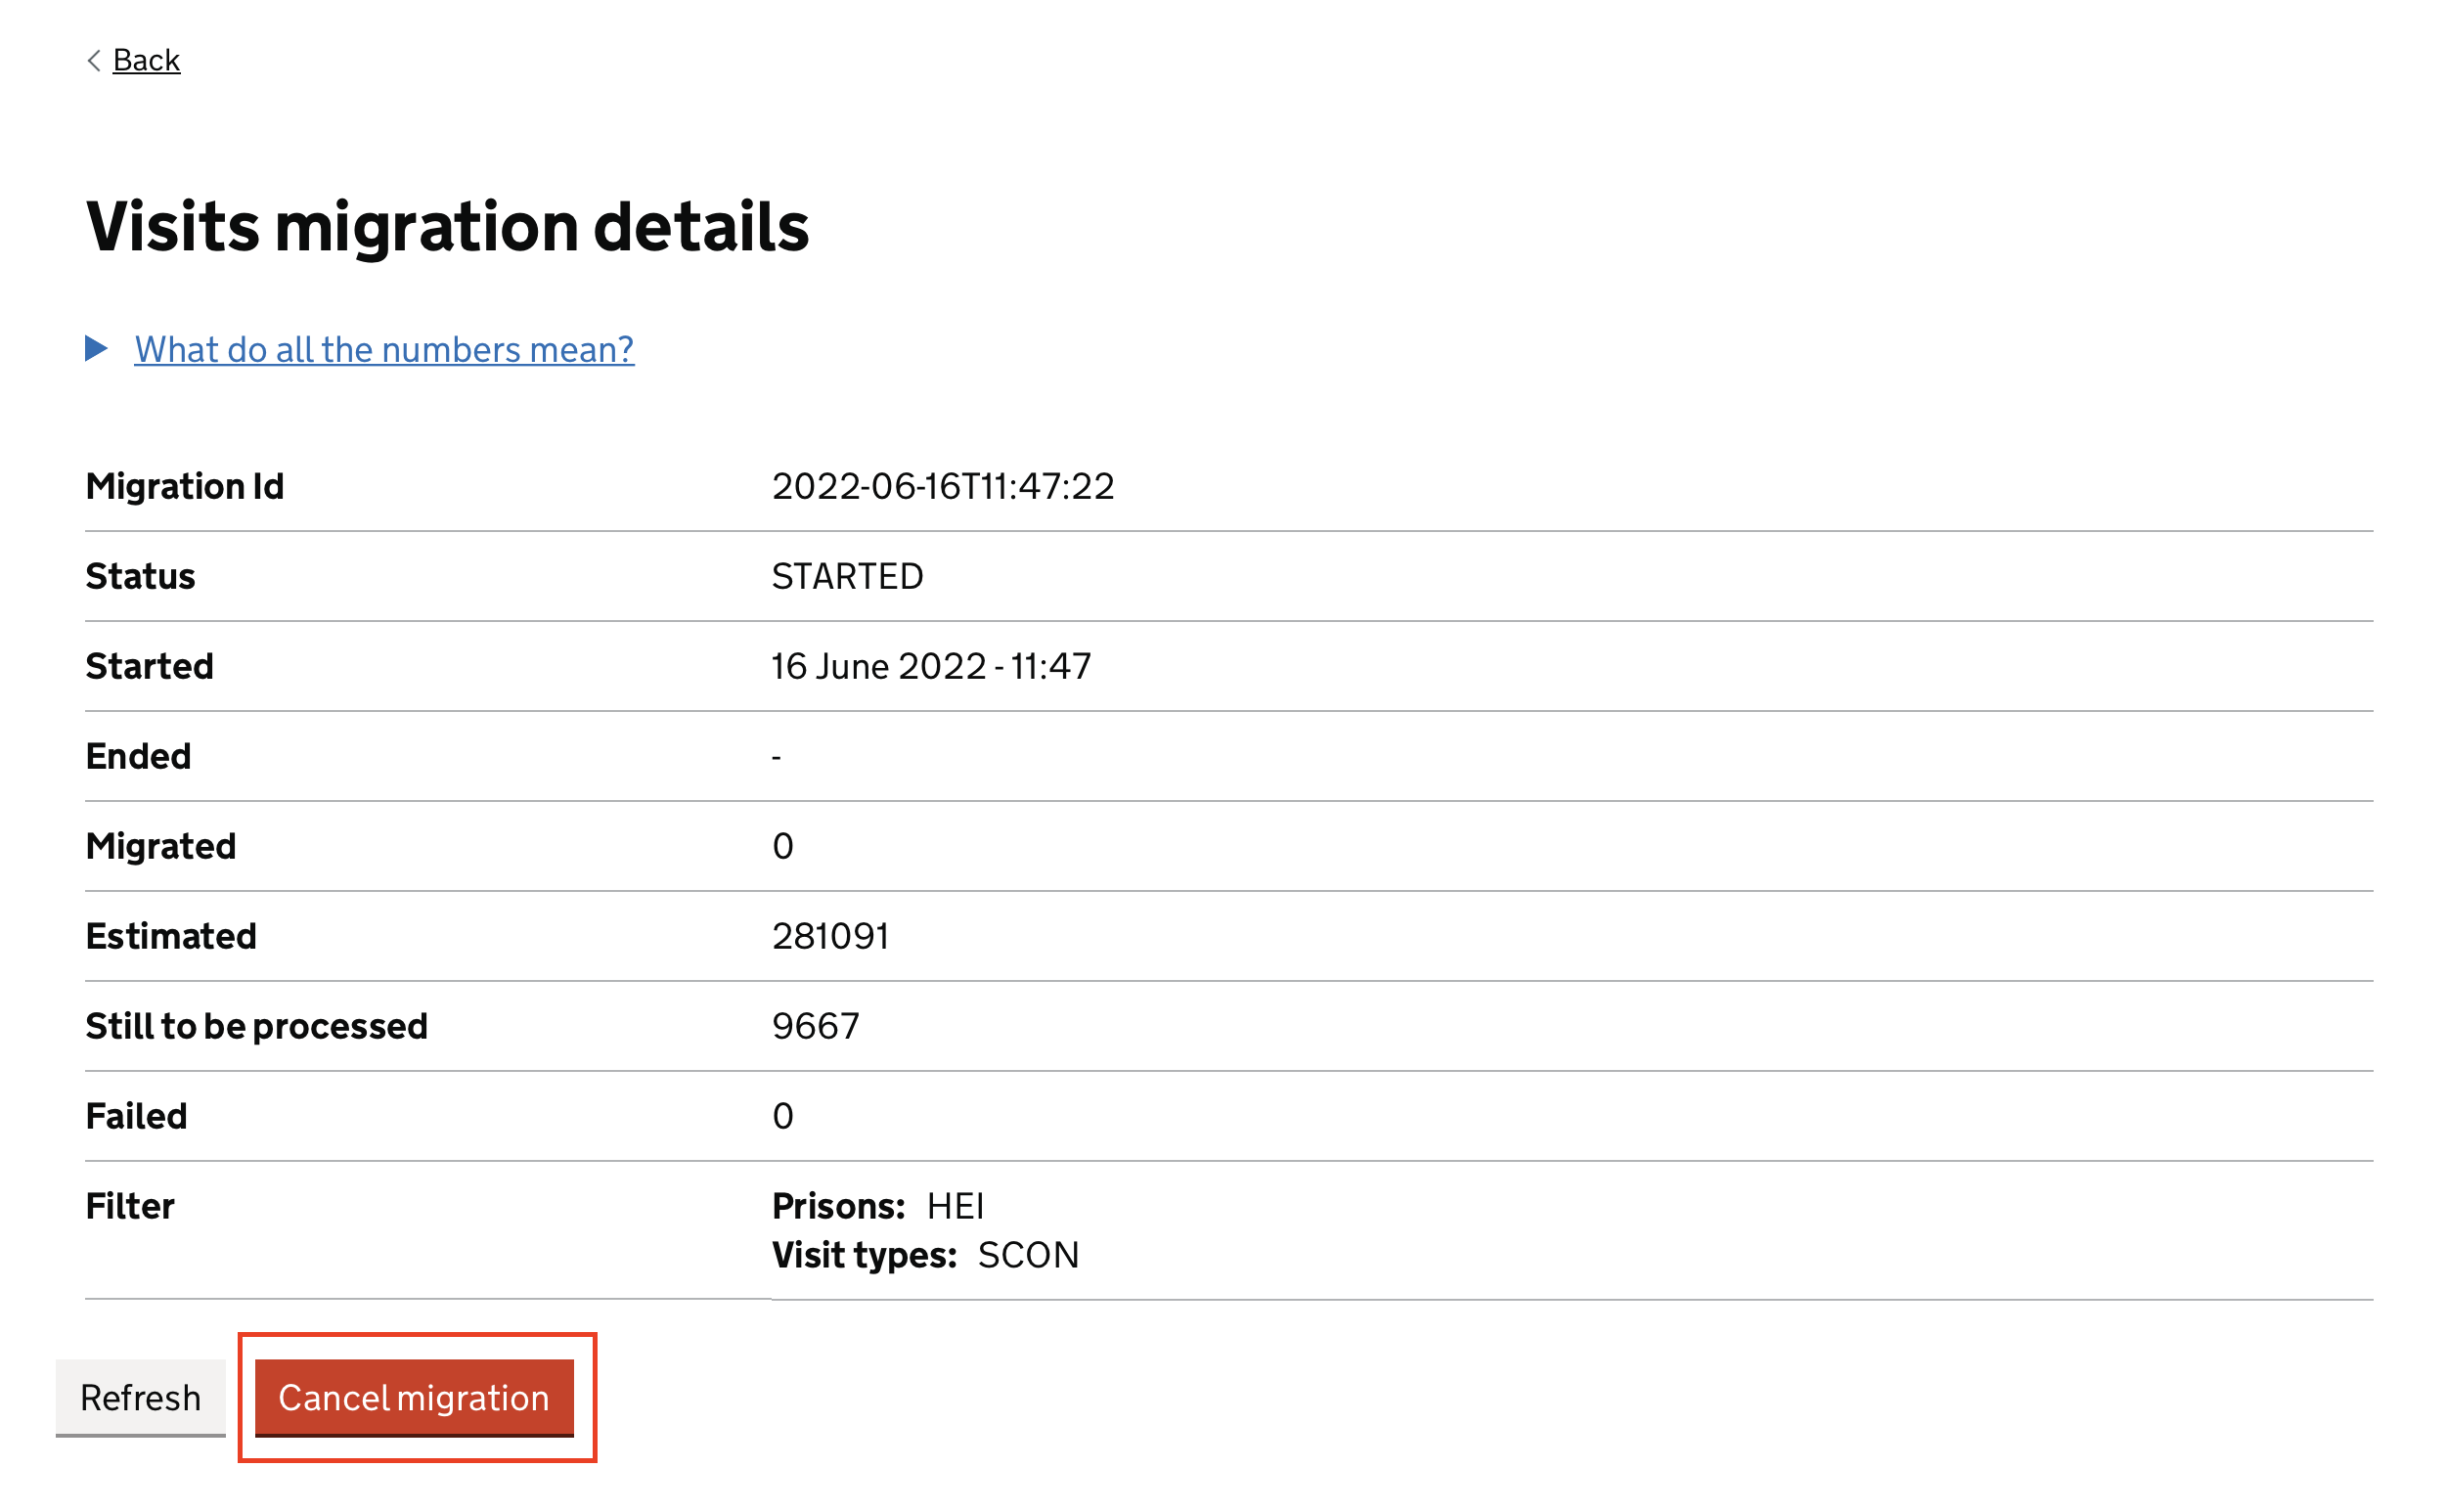 Back
Visits migration details
What do all the numbers mean?
Migration Id 2022-06-16T11:47:22
Status STARTED
Started 16 June 2022 - 11:47
Ended -
Migrated 0
Estimated 281091
Still to be processed 9667
Failed 0
Filter Prisons: HEI
Visit types: SCON
Refresh Cancel migration